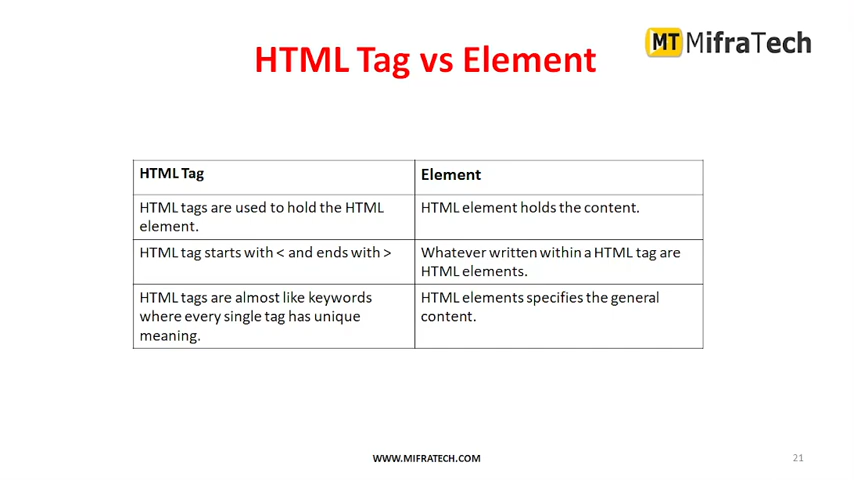 MT MifraTech
HTML Tag vs Element
HTML Tag
Element
HTML tags are used to hold the HTML
element.
HTML element holds the content.
HTML tag starts with < and ends with >
Whatever written within a HTML tag are
HTML elements.
HTML tags are almost like keywords
where every single tag has unique
meaning.
HTML elements specifies the general
content.
WWW.MIFRATECH.COM
21